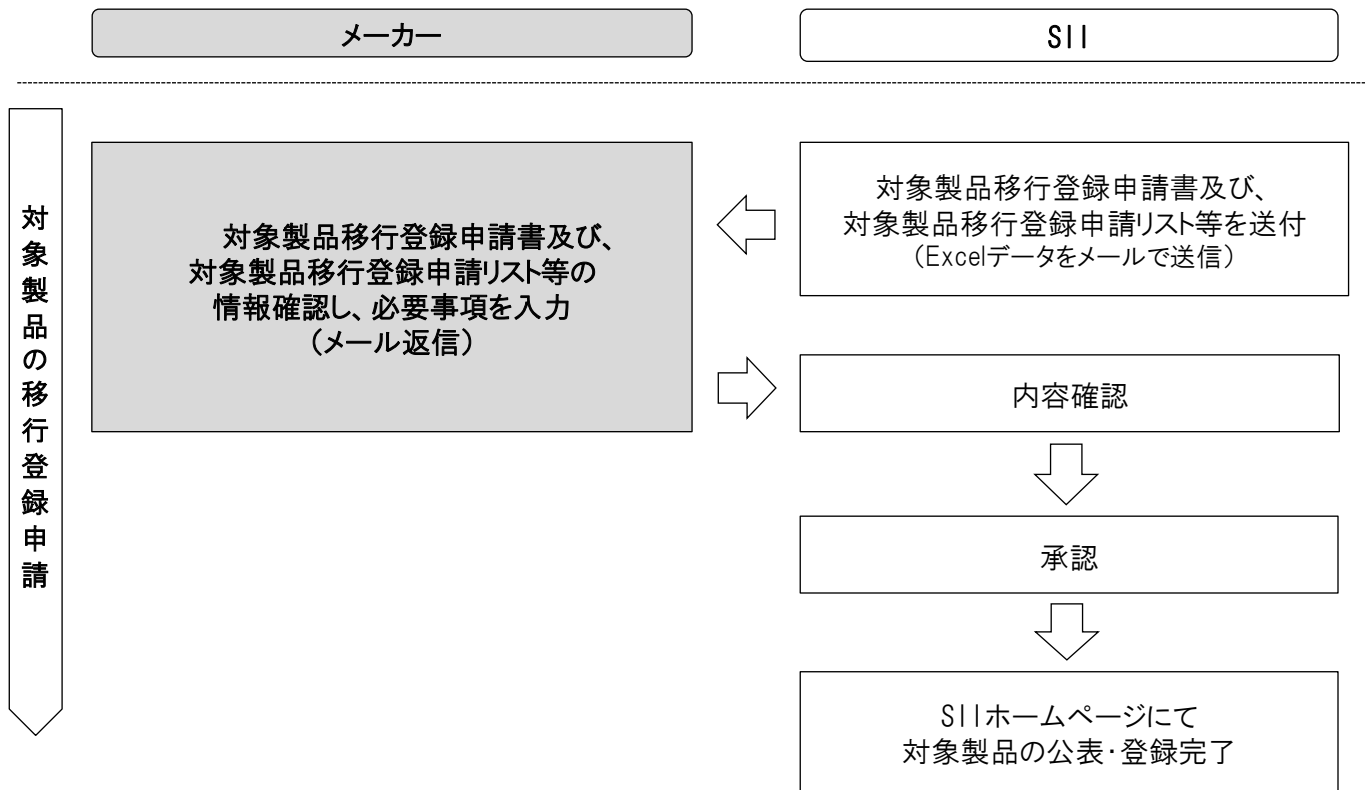 メーカー
SII
対象製品の移行登録申請
対象製品移行登録申請書及び、
対象製品移行登録申請リスト等の
情報確認し、必要事項を入力
（メール返信）
対象製品移行登録申請書及び、
対象製品移行登録申請リスト等を送付
（Excelデータをメールで送信）
内容確認
承認
SIIホームページにて
対象製品の公表・登録完了